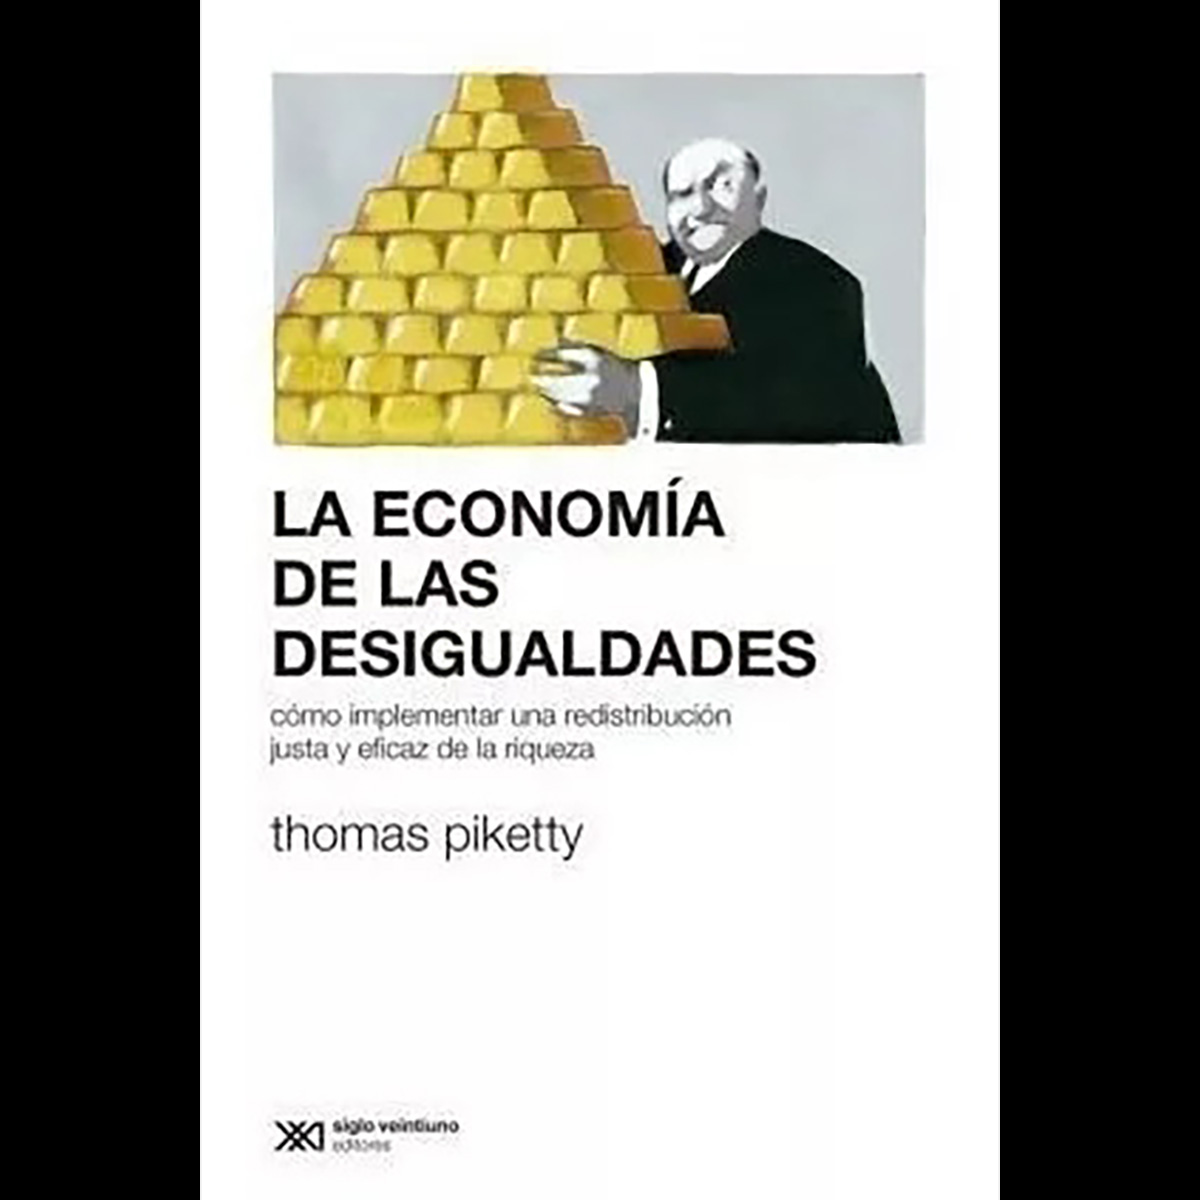 LA ECONOMÍA
DE LAS
DESIGUALDADES
cómo implementar una redistribución
justa y eficaz de la riqueza
thomas piketty
siglo veintiuno
editores